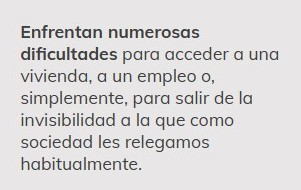 Enfrentan numerosas
dificultades para acceder a una
vivienda, a un empleo o,
simplemente, para salir de la
invisibilidad a la que como
sociedad les relegamos
habitualmente.